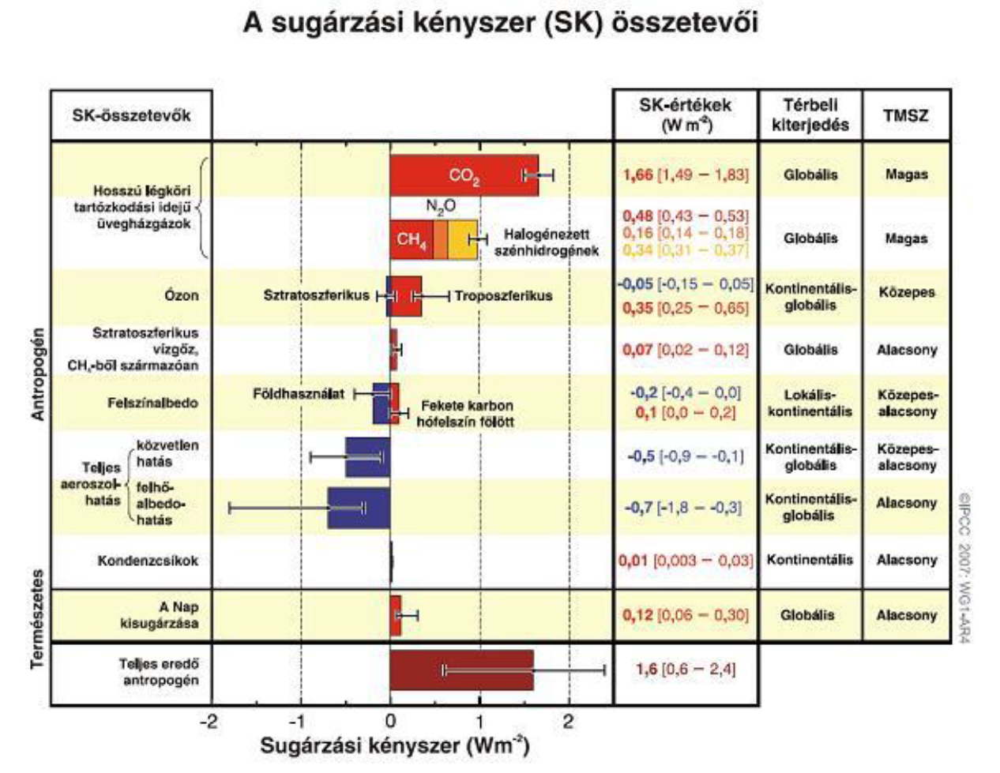 A sugárzási kényszer (SK) összetevői
SK-összetevők
SK-értékek
(W m⁻²)
Térbeli
kiterjedés
TMSZ
Antropogén
Hosszú légköri
tartózkodási idejű
üvegházgázok
CO₂
1,66 [1,49 – 1,83]
Globális
Magas
N₂O
CH₄
Halogénezett
szénhidrogének
0,48 [0,43 – 0,53]
0,16 [0,14 – 0,18]
0,34 [0,31 – 0,37]
Globális
Magas
Ózon
Sztratoszferikus
Troposzferikus
-0,05 [-0,15 – 0,05]
0,35 [0,25 – 0,65]
Kontinentális-
globális
Közepes
Sztratoszferikus
vízgőz,
CH₄-ből származóan
0,07 [0,02 – 0,12]
Globális
Alacsony
Felszínalbedo
Földhasználat
Fekete karbon
hófelszín fölött
-0,2 [-0,4 – 0,0]
0,1 [0,0 – 0,2]
Lokális-
kontinentális
Közepes-
alacsony
Teljes
aeroszol-
hatás
közvetlen
hatás
-0,5 [-0,9 – -0,1]
Kontinentális-
globális
Közepes-
alacsony
felhő-
albedo-
hatás
-0,7 [-1,8 – -0,3]
Kontinentális-
globális
Alacsony
Kondenzcsíkok
0,01 [0,003 – 0,03]
Kontinentális
Alacsony
Természetes
A Nap
kisugárzása
0,12 [0,06 – 0,30]
Globális
Alacsony
Teljes eredő
antropogén
1,6 [0,6 – 2,4]
-2 -1 0 1 2
Sugárzási kényszer (Wm⁻²)
©IPCC 2007: WG1-AR4